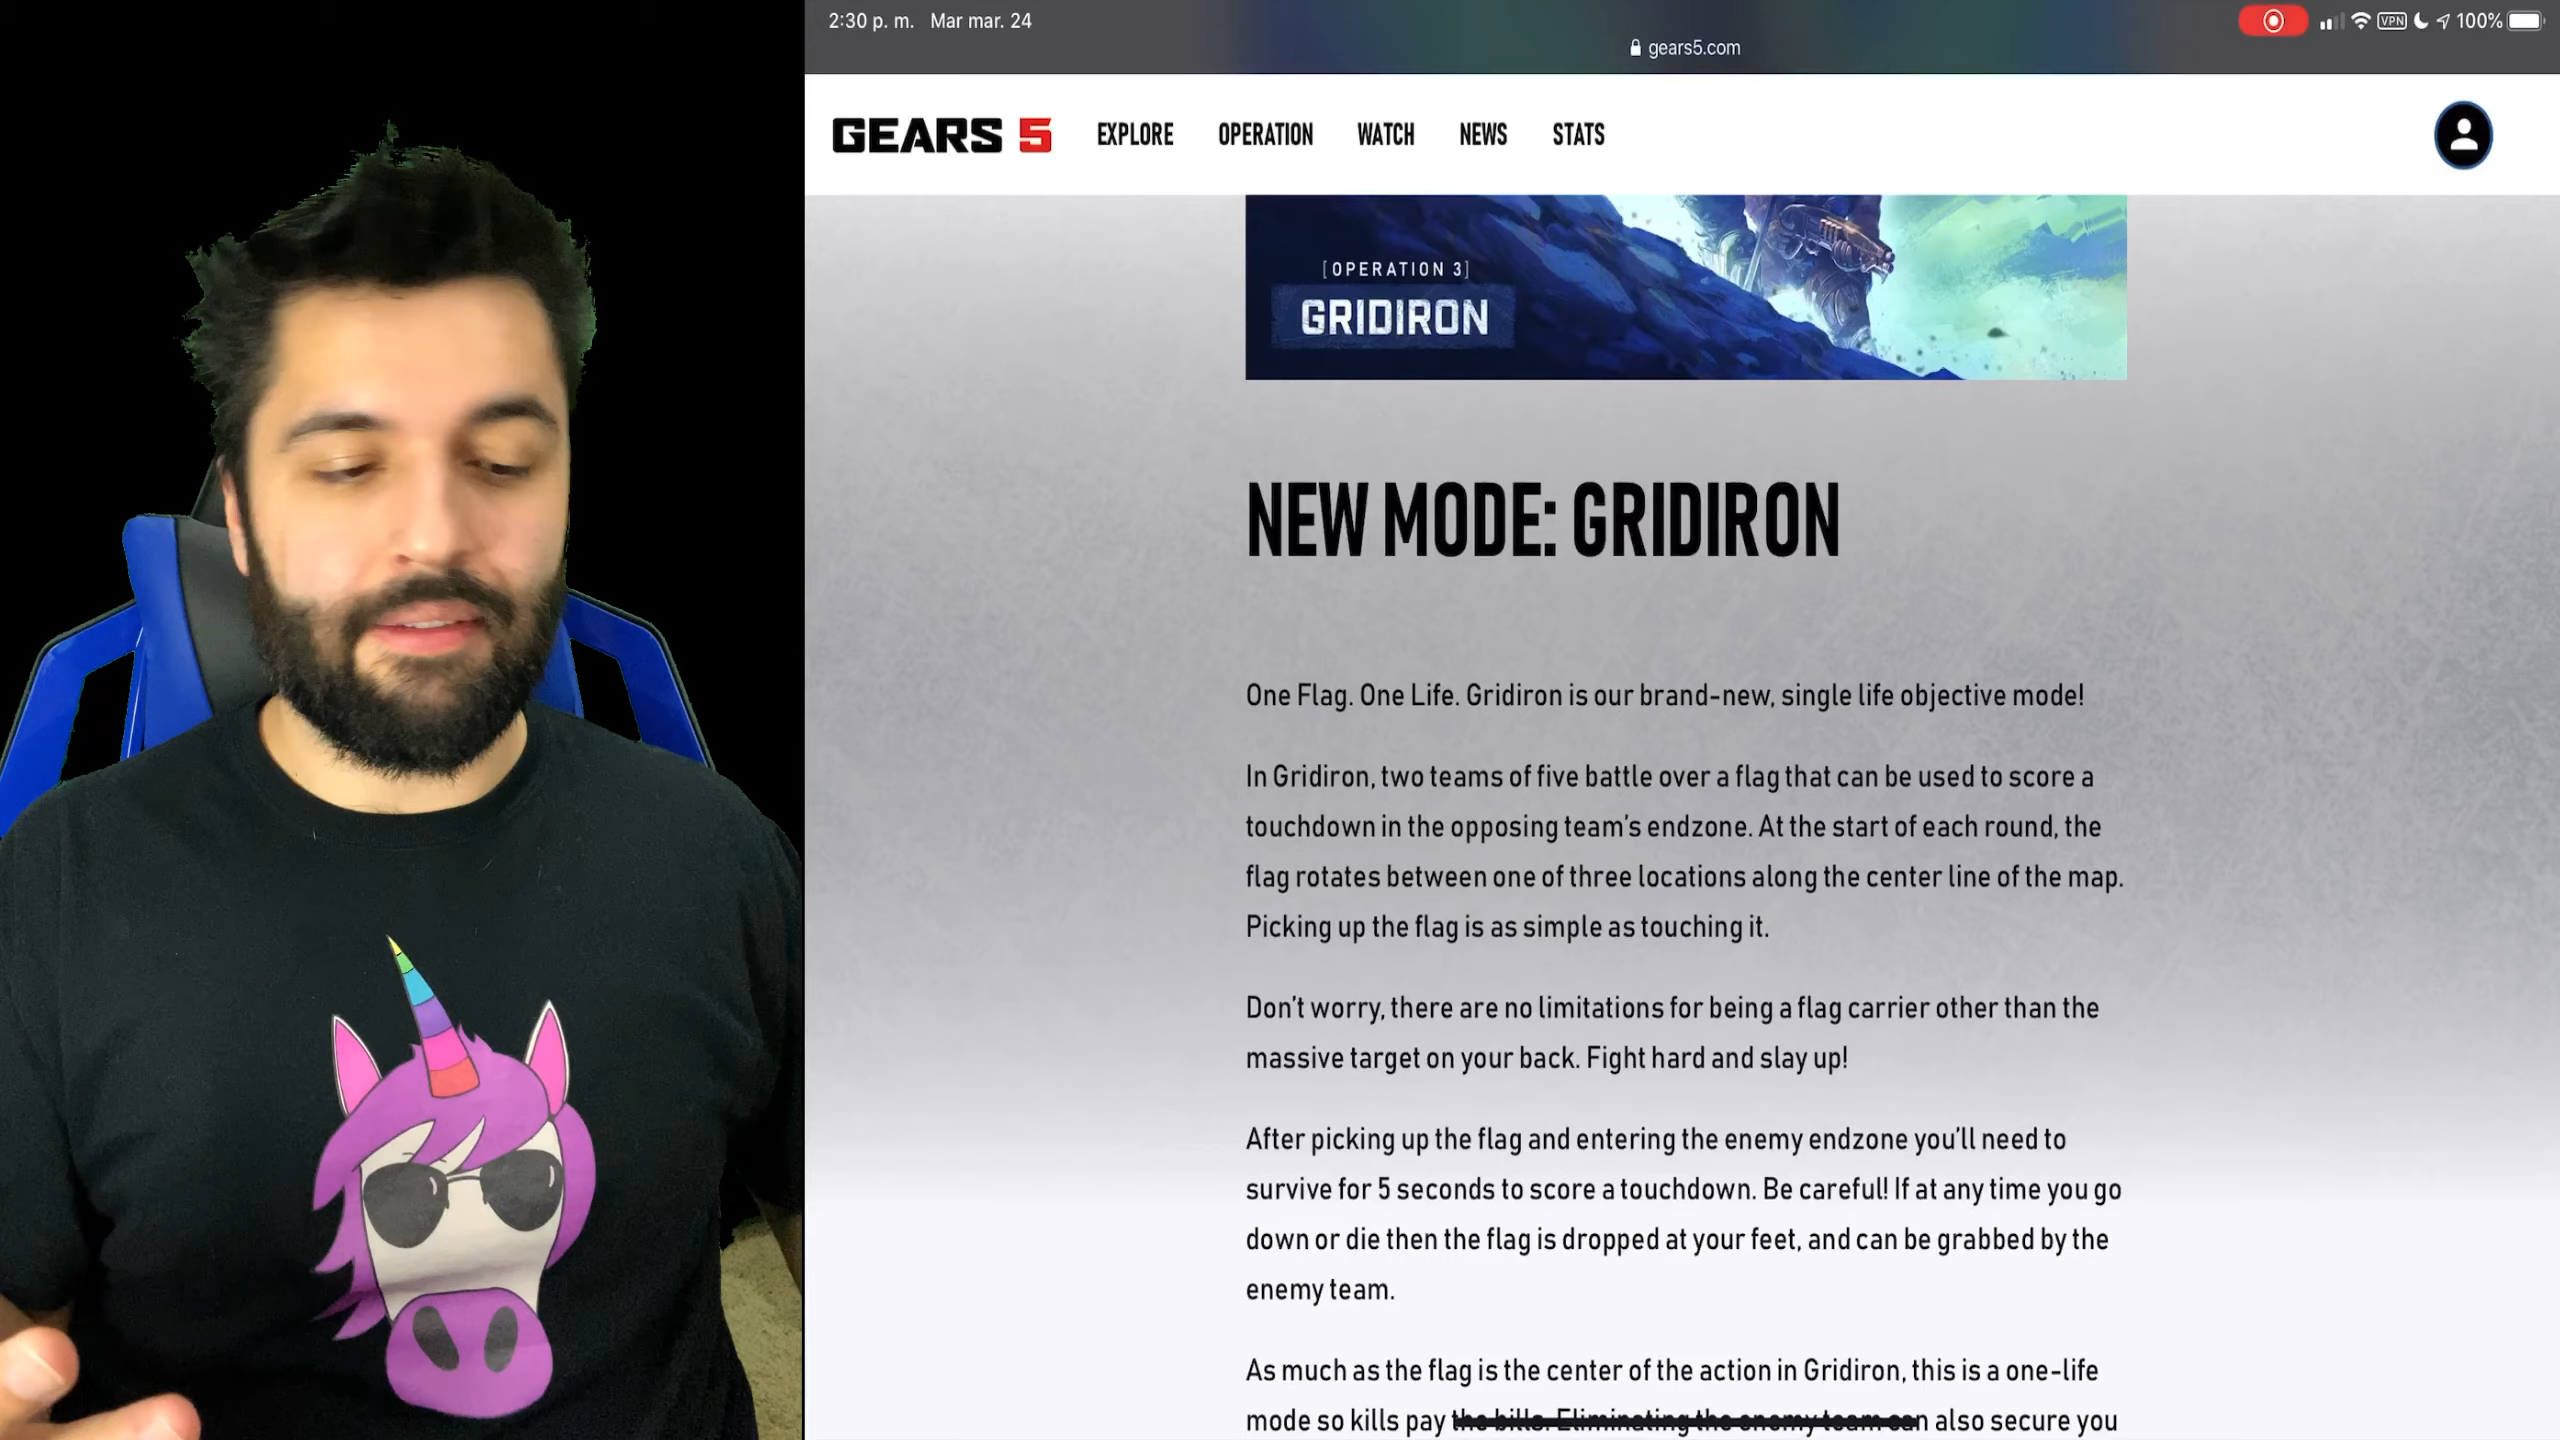 2:30 p. m. Mar mar. 24
VPN 100%
gears5.com
GEARS 5 EXPLORE OPERATION WATCH NEWS STATS
[OPERATION 3]
GRIDIRON
NEW MODE: GRIDIRON
One Flag. One Life. Gridiron is our brand-new, single life objective mode!
In Gridiron, two teams of five battle over a flag that can be used to score a
touchdown in the opposing team's endzone. At the start of each round, the
flag rotates between one of three locations along the center line of the map.
Picking up the flag is as simple as touching it.
Don't worry, there are no limitations for being a flag carrier other than the
massive target on your back. Fight hard and slay up!
After picking up the flag and entering the enemy endzone you'll need to
survive for 5 seconds to score a touchdown. Be careful! If at any time you go
down or die then the flag is dropped at your feet, and can be grabbed by the
enemy team.
As much as the flag is the center of the action in Gridiron, this is a one-life
mode so kills pay the bills. Eliminating the enemy team can also secure you